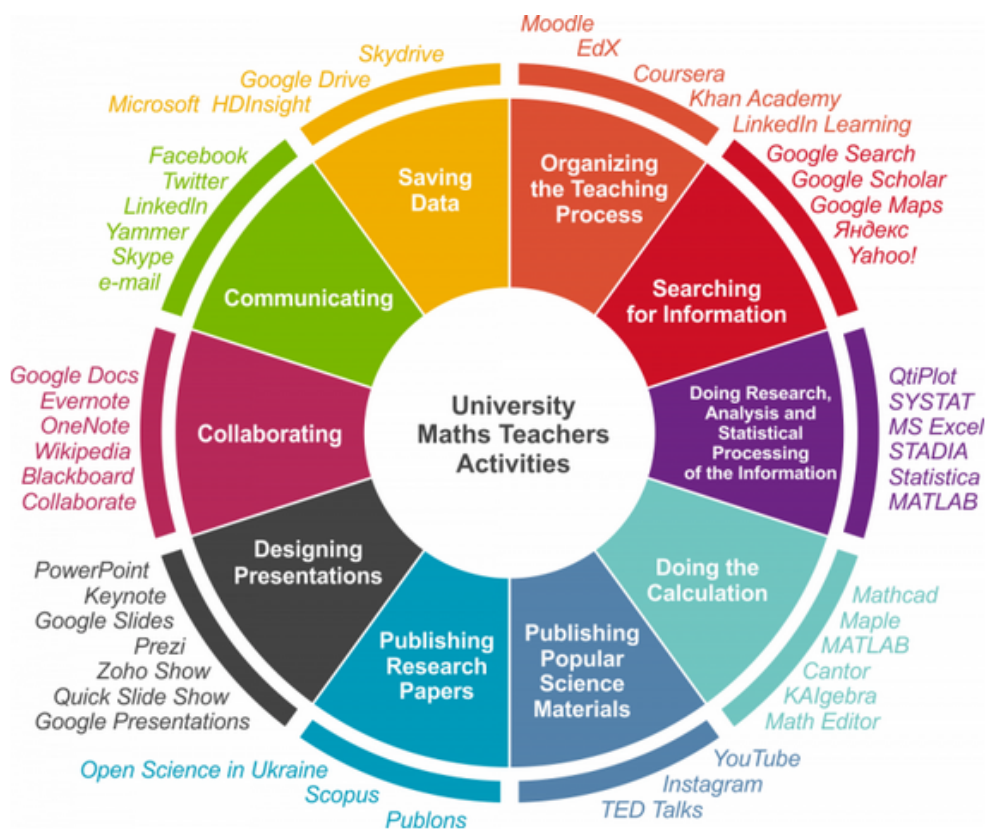 University
Maths Teachers
Activities
Organizing
the Teaching
Process
Moodle
EdX
Coursera
Khan Academy
LinkedIn Learning
Searching
for Information
Google Search
Google Scholar
Google Maps
Яндекс
Yahoo!
Doing Research,
Analysis and
Statistical
Processing
of the Information
QtiPlot
SYSTAT
MS Excel
STADIA
Statistica
MATLAB
Doing the
Calculation
Mathcad
Maple
MATLAB
Cantor
KAlgebra
Math Editor
Publishing
Popular
Science
Materials
YouTube
Instagram
TED Talks
Publishing
Research
Papers
Open Science in Ukraine
Scopus
Publons
Designing
Presentations
PowerPoint
Keynote
Google Slides
Prezi
Zoho Show
Quick Slide Show
Google Presentations
Collaborating
Google Docs
Evernote
OneNote
Wikipedia
Blackboard
Collaborate
Communicating
Facebook
Twitter
LinkedIn
Yammer
Skype
e-mail
Saving
Data
Skydrive
Google Drive
Microsoft HDInsight